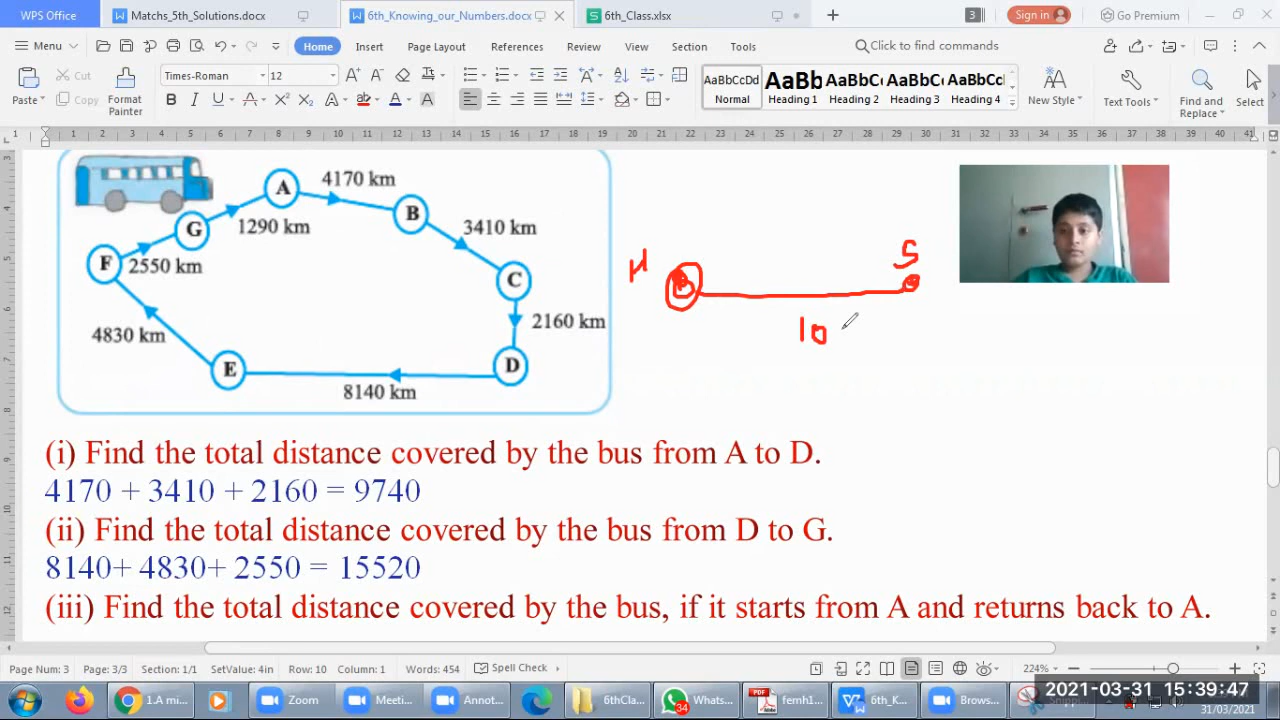 WPS Office
Matchs_5th_Solutions.docx
6th_Knowing_our_Numbers.docx
6th_Class.xlsx
3
Sign in
Go Premium
Menu
Home
Insert
Page Layout
References
Review
View
Section
Tools
Click to find commands
Paste
Cut
Copy
Format Painter
Times-Roman
12
AaBbCcDd
Normal
AaBb
Heading 1
AaBbC
Heading 2
AaBbCc
Heading 3
AaBbCc
Heading 4
New Style
Text Tools
Find and Replace
Select
A
4170 km
B
G
1290 km
3410 km
F
2550 km
C
4830 km
2160 km
E
D
8140 km
H
S
10
(i) Find the total distance covered by the bus from A to D.
4170 + 3410 + 2160 = 9740
(ii) Find the total distance covered by the bus from D to G.
8140+ 4830+ 2550 = 15520
(iii) Find the total distance covered by the bus, if it starts from A and returns back to A.
Page Num: 3
Page: 3/3
Section: 1/1
SetValue: 4in
Row: 10
Column: 1
Words: 454
Spell Check
224%
1.A mi...
Zoom
Meeti...
Annot...
6thCla...
Whats...
34
femh1...
6th_K...
Brows...
2021-03-31 15:39:47
31/03/2021